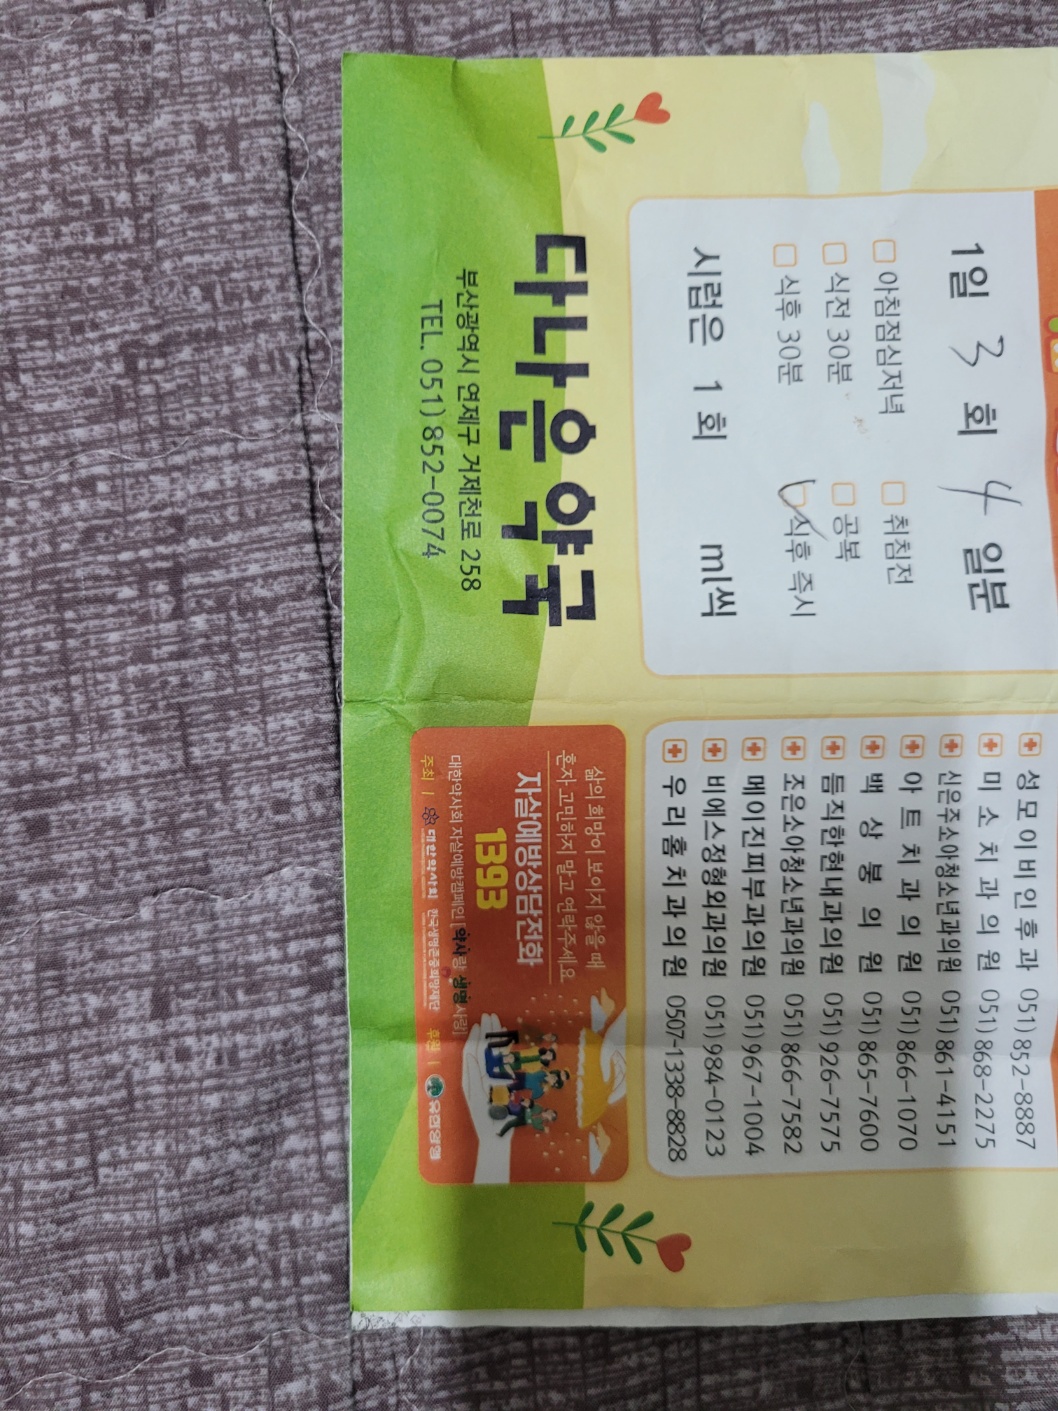 1일 3 회 4 일분
아침점심저녁
취침전
식전 30분
공복
식후 30분
식후 즉시
시럽은 1 회 ml씩
다나은약국
부산광역시 연제구 거제천로 258
TEL. 051)852-0074
성모이비인후과 051)852-8887
미소치과의원 051)868-2275
신은주소아청소년과의원 051)861-4151
아트치과의원 051)866-1070
백상붕의원 051)865-7600
듬직한현내과의원 051)926-7575
조은소아청소년과의원 051)866-7582
메이진피부과의원 051)967-1004
비에스정형외과의원 051)984-0123
우리홈치과의원 0507-1338-8828
삶의 희망이 보이지 않을 때
혼자 고민하지 말고 연락주세요
자살예방상담전화
1393
대한약사회 자살예방캠페인 약사랑 생명사랑
주최 | 대한약사회 한국생명존중희망재단 후원 | 유한양행